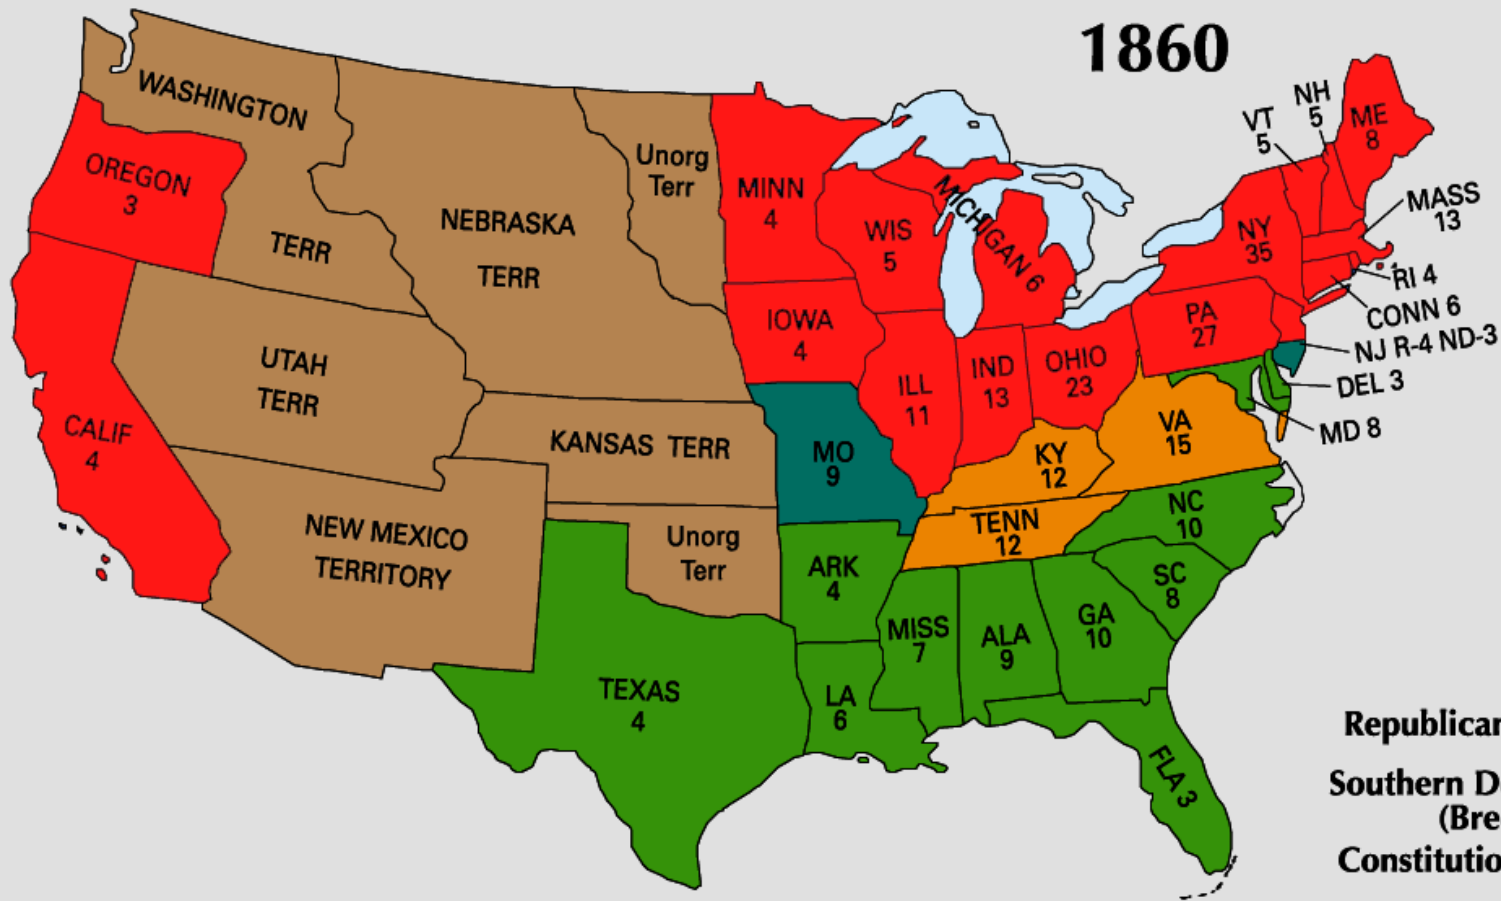 1860
WASHINGTON
TERR
OREGON
3
NEBRASKA
TERR
Unorg
Terr
MINN
4
WIS
5
MICHIGAN 6
VT
5
NH
5
ME
8
MASS
13
NY
35
RI 4
CONN 6
NJ R-4 ND-3
DEL 3
MD 8
PA
27
IOWA
4
ILL
11
IND
13
OHIO
23
UTAH
TERR
CALIF
4
KANSAS TERR
MO
9
KY
12
VA
15
NEW MEXICO
TERRITORY
Unorg
Terr
ARK
4
TENN
12
NC
10
SC
8
MISS
7
ALA
9
GA
10
TEXAS
4
LA
6
FLA 3
Republican
Southern D
(Bre
Constitutio